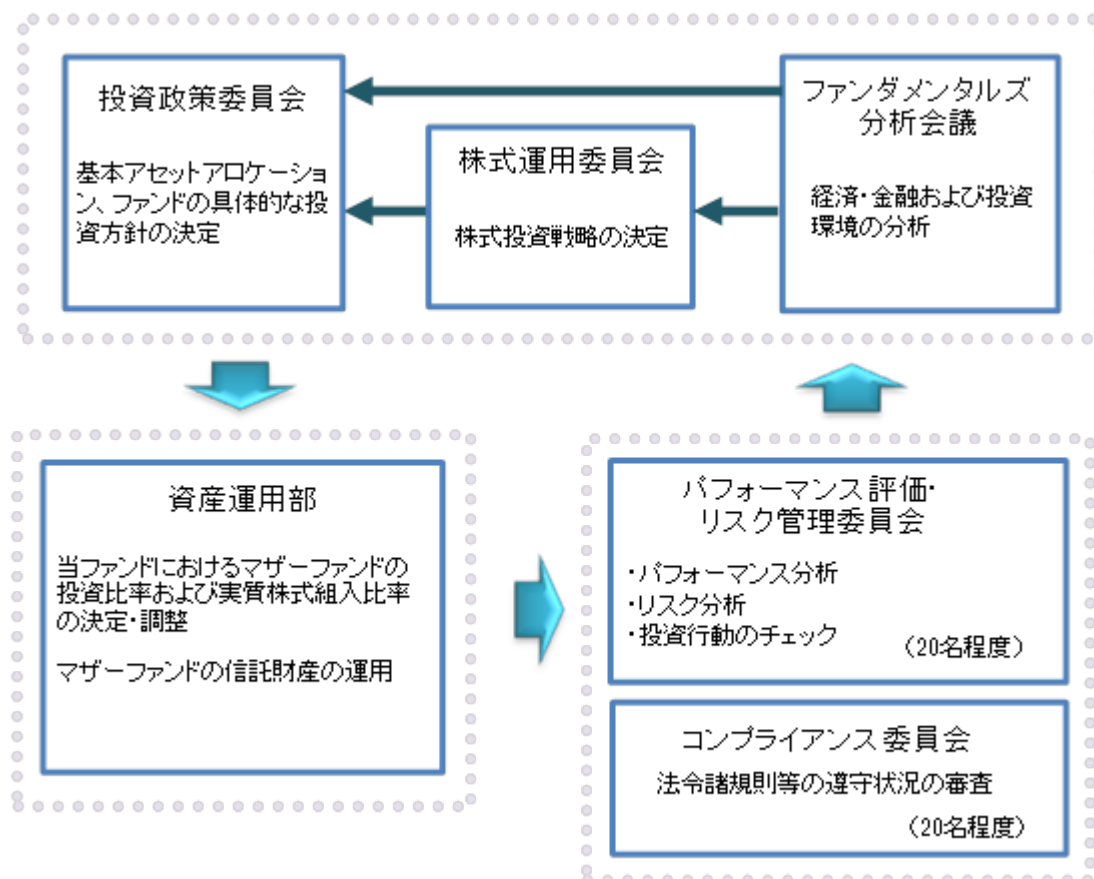 投資政策委員会
基本アセットアロケーショ
ン、ファンドの具体的な投
資方針の決定
株式運用委員会
株式投資戦略の決定
ファンダメンタルズ
分析会議
経済・金融および投資
環境の分析
資産運用部
当ファンドにおけるマザーファンドの
投資比率および実質株式組入比率
の決定・調整
マザーファンドの信託財産の運用
パフォーマンス評価・
リスク管理委員会
・パフォーマンス分析
・リスク分析
・投資行動のチェック
（20名程度）
コンプライアンス委員会
法令諸規則等の遵守状況の審査
（20名程度）